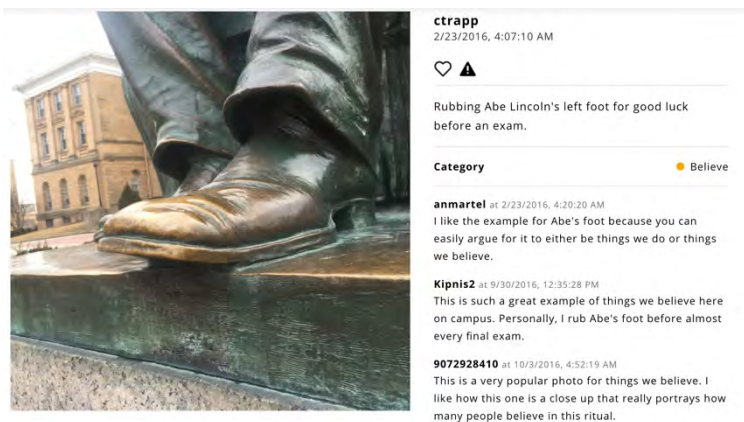 ctrapp
2/23/2016, 4:07:10 AM
Rubbing Abe Lincoln's left foot for good luck
before an exam.
Category Believe
anmartel at 2/23/2016, 4:20:20 AM
I like the example for Abe's foot because you can
easily argue for it to either be things we do or things
we believe.
Kipnis2 at 9/30/2016, 12:35:28 PM
This is such a great example of things we believe here
on campus. Personally, I rub Abe's foot before almost
every final exam.
9072928410 at 10/3/2016, 4:52:19 AM
This is a very popular photo for things we believe. I
like how this one is a close up that really portrays how
many people believe in this ritual.